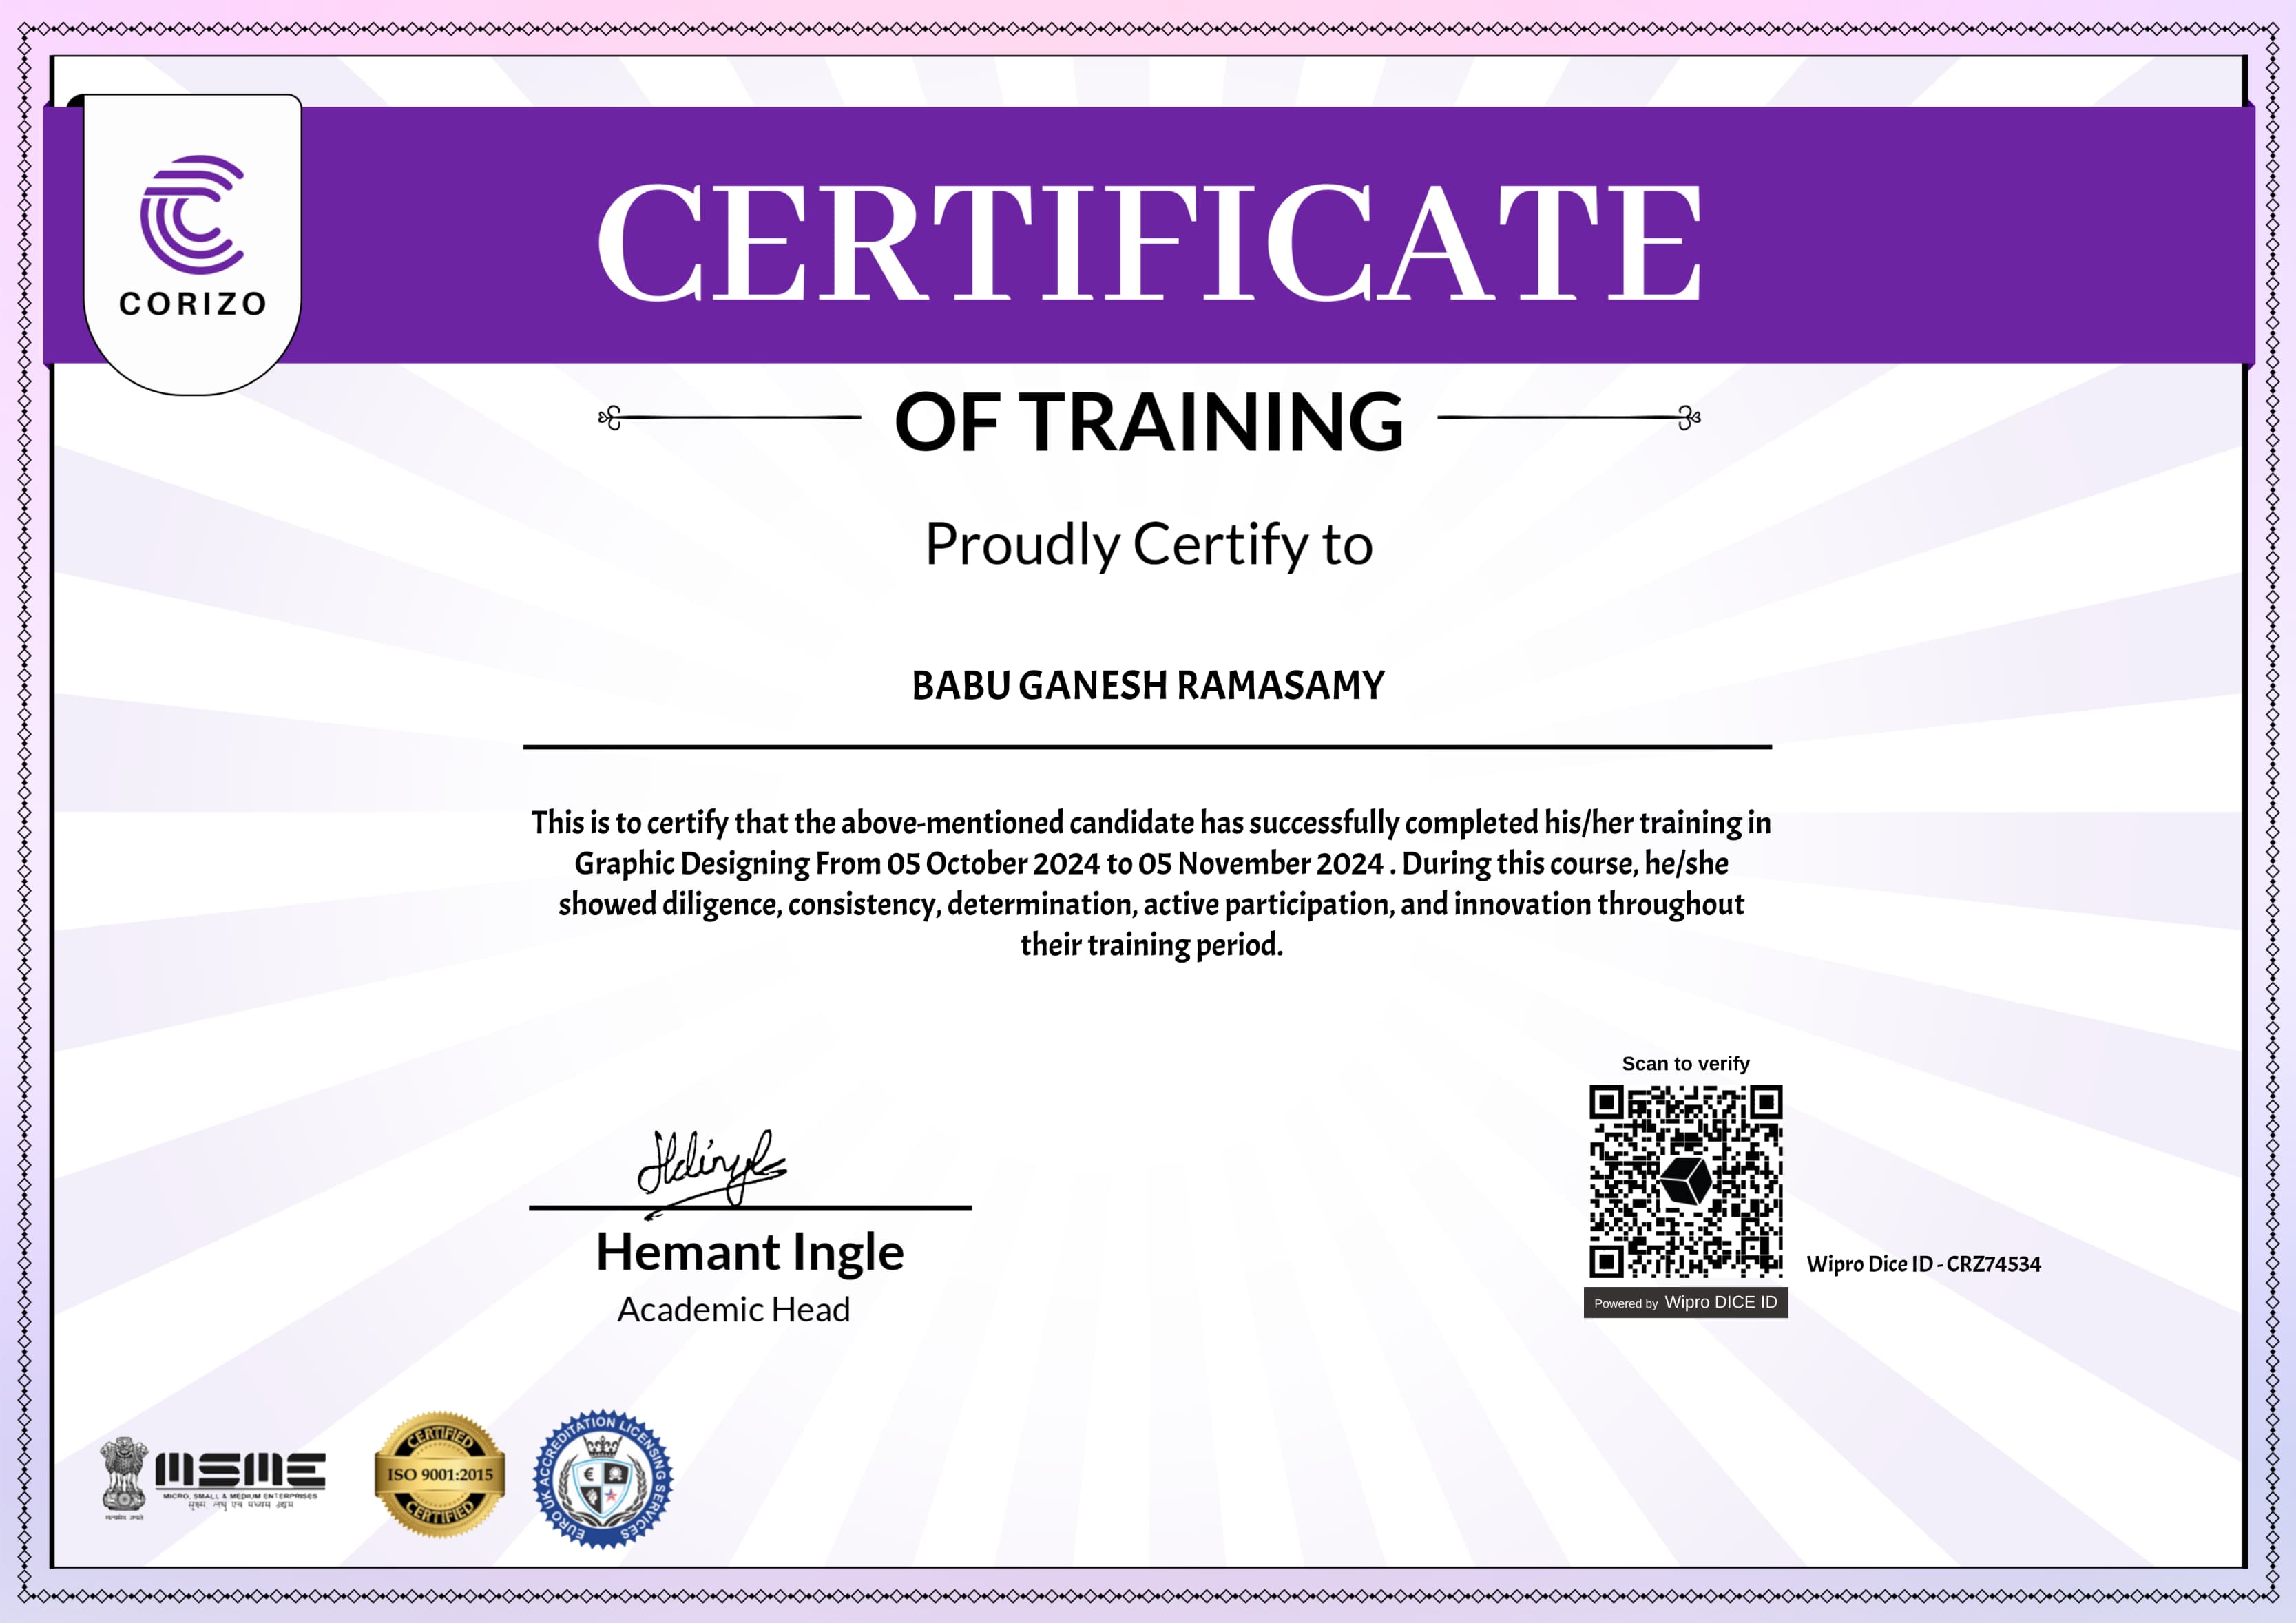 CORIZO
CERTIFICATE
OF TRAINING
Proudly Certify to
BABU GANESH RAMASAMY
This is to certify that the above-mentioned candidate has successfully completed his/her training in
Graphic Designing From 05 October 2024 to 05 November 2024 . During this course, he/she
showed diligence, consistency, determination, active participation, and innovation throughout
their training period.
Scan to verify
Hemant Ingle
Academic Head
Wipro Dice ID - CRZ74534
Powered by Wipro DICE ID
MSME
MICRO, SMALL & MEDIUM ENTERPRISES
सूक्ष्म, लघु एवं मध्यम उद्यम
सत्यमेव जयते
CERTIFIED
ISO 9001:2015
CERTIFIED
EURO UK ACCREDITATION LICENSING SERVICES